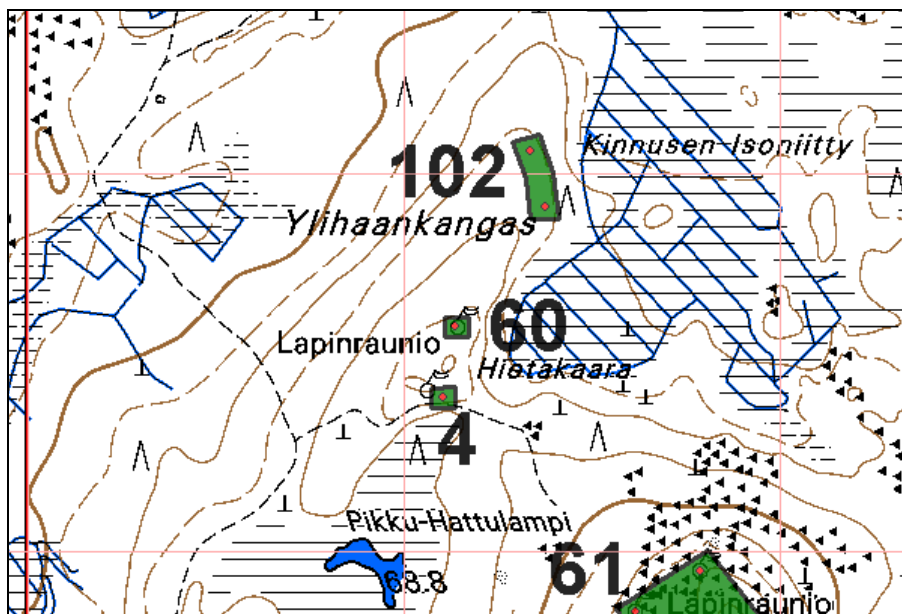 Kinnusen-Isoniitty
102
Ylihaankangas
60
Lapinraunio
Hietakaara
4
Pikku-Hattulampi
61
68.8
Lapinraunio